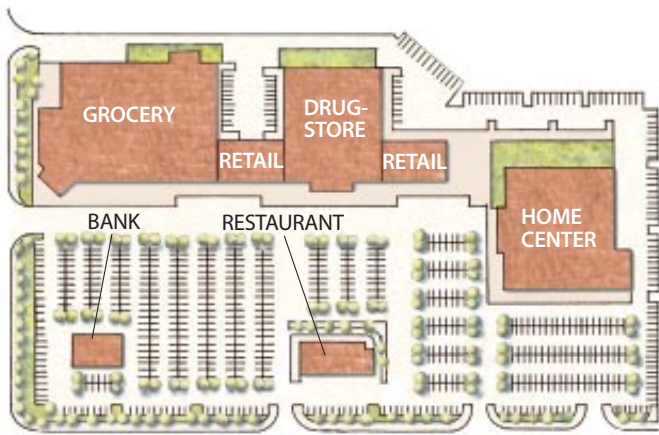 GROCERY
DRUG-
STORE
RETAIL
RETAIL
BANK
RESTAURANT
HOME
CENTER